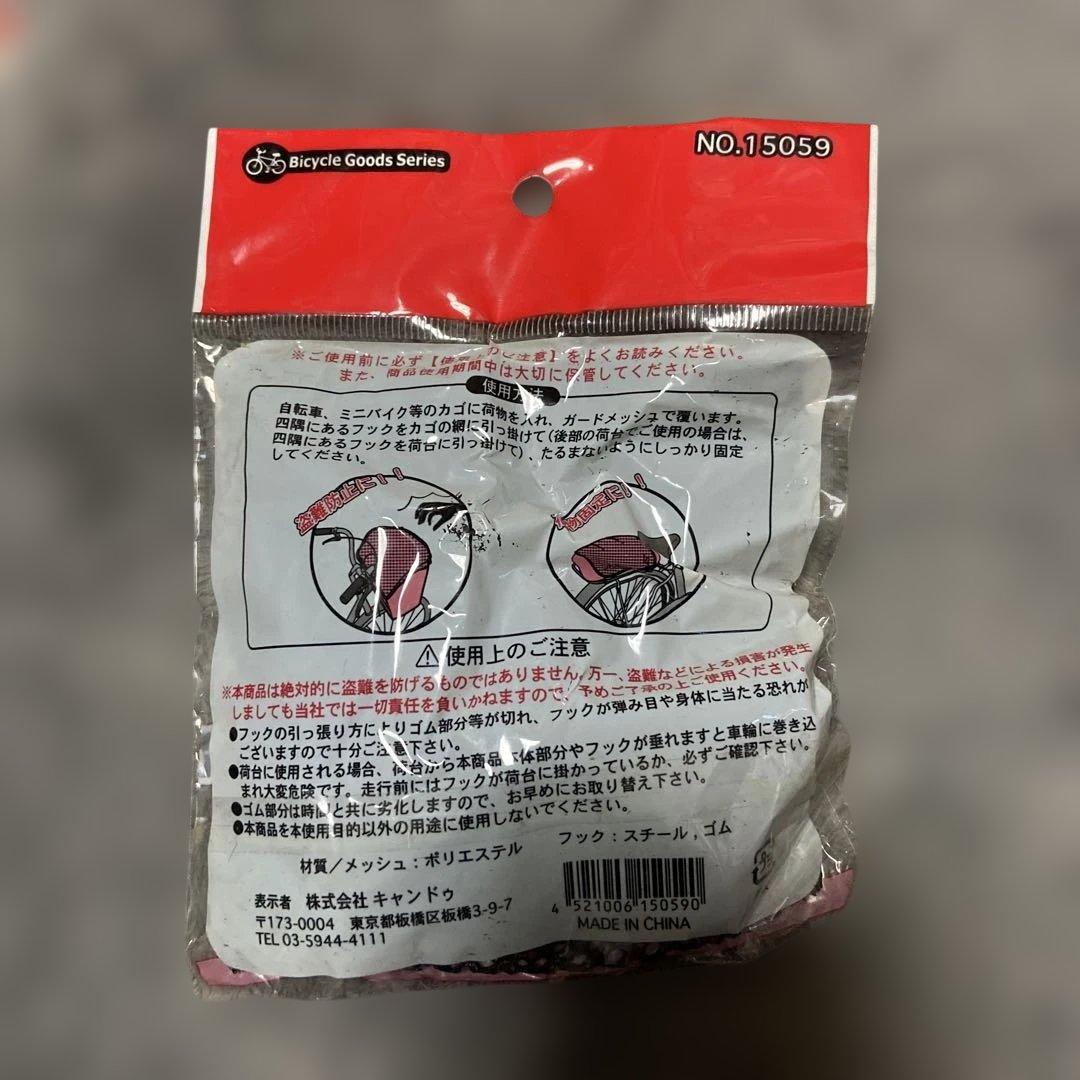 Bicycle Goods Series
NO.15059
※ご使用前に必ず【使用上のご注意】をよくお読みください。
また、商品使用期間中は大切に保管してください。
使用方法
自転車、ミニバイク等のカゴに荷物を入れ、ガードメッシュで覆います。
四隅にあるフックをカゴの網に引っ掛けて(後部の荷台でご使用の場合は、
四隅にあるフックを荷台に引っ掛けて)、たるまないようにしっかり固定
してください。
盗難防止に!!
物固定に!!
⚠使用上のご注意
※本商品は絶対的に盗難を防げるものではありません。万一、盗難などによる損害が発生
しましても当社では一切責任を負いかねますので、予めご了承の上ご使用ください。
●フックの引っ張り方によりゴム部分等が切れ、フックが弾み目や身体に当たる恐れが
ございますので十分ご注意下さい。
●荷台に使用される場合、荷台から本商品本体部分やフックが垂れますと車輪に巻き込
まれ大変危険です。走行前にはフックが荷台に掛かっているか、必ずご確認下さい。
●ゴム部分は時間と共に劣化しますので、お早めにお取り替え下さい。
●本商品を本使用目的以外の用途に使用しないでください。
材質/メッシュ:ポリエステル フック:スチール,ゴム
表示者 株式会社 キャンドゥ
〒173-0004 東京都板橋区板橋3-9-7
TEL 03-5944-4111
4 521006 150590
MADE IN CHINA